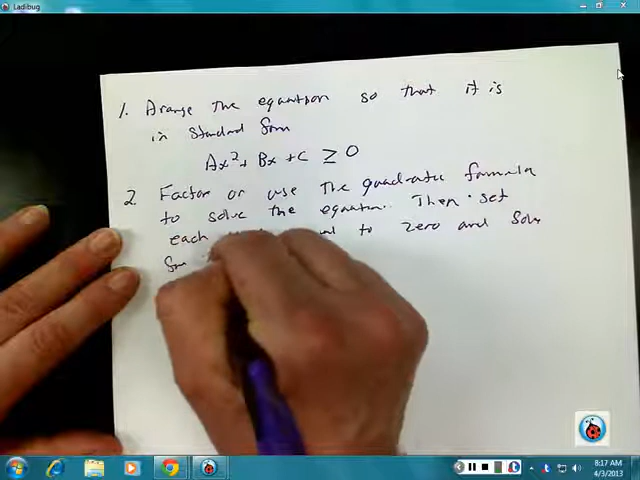 Ladibug
1. Arange the equation so that it is
in Standard form
Ax²+ Bx + C ≥ 0
2 Factor or use the quadratic formula
to solve the equation. Then set
each to zero and solve
for
8:17 AM
4/3/2013